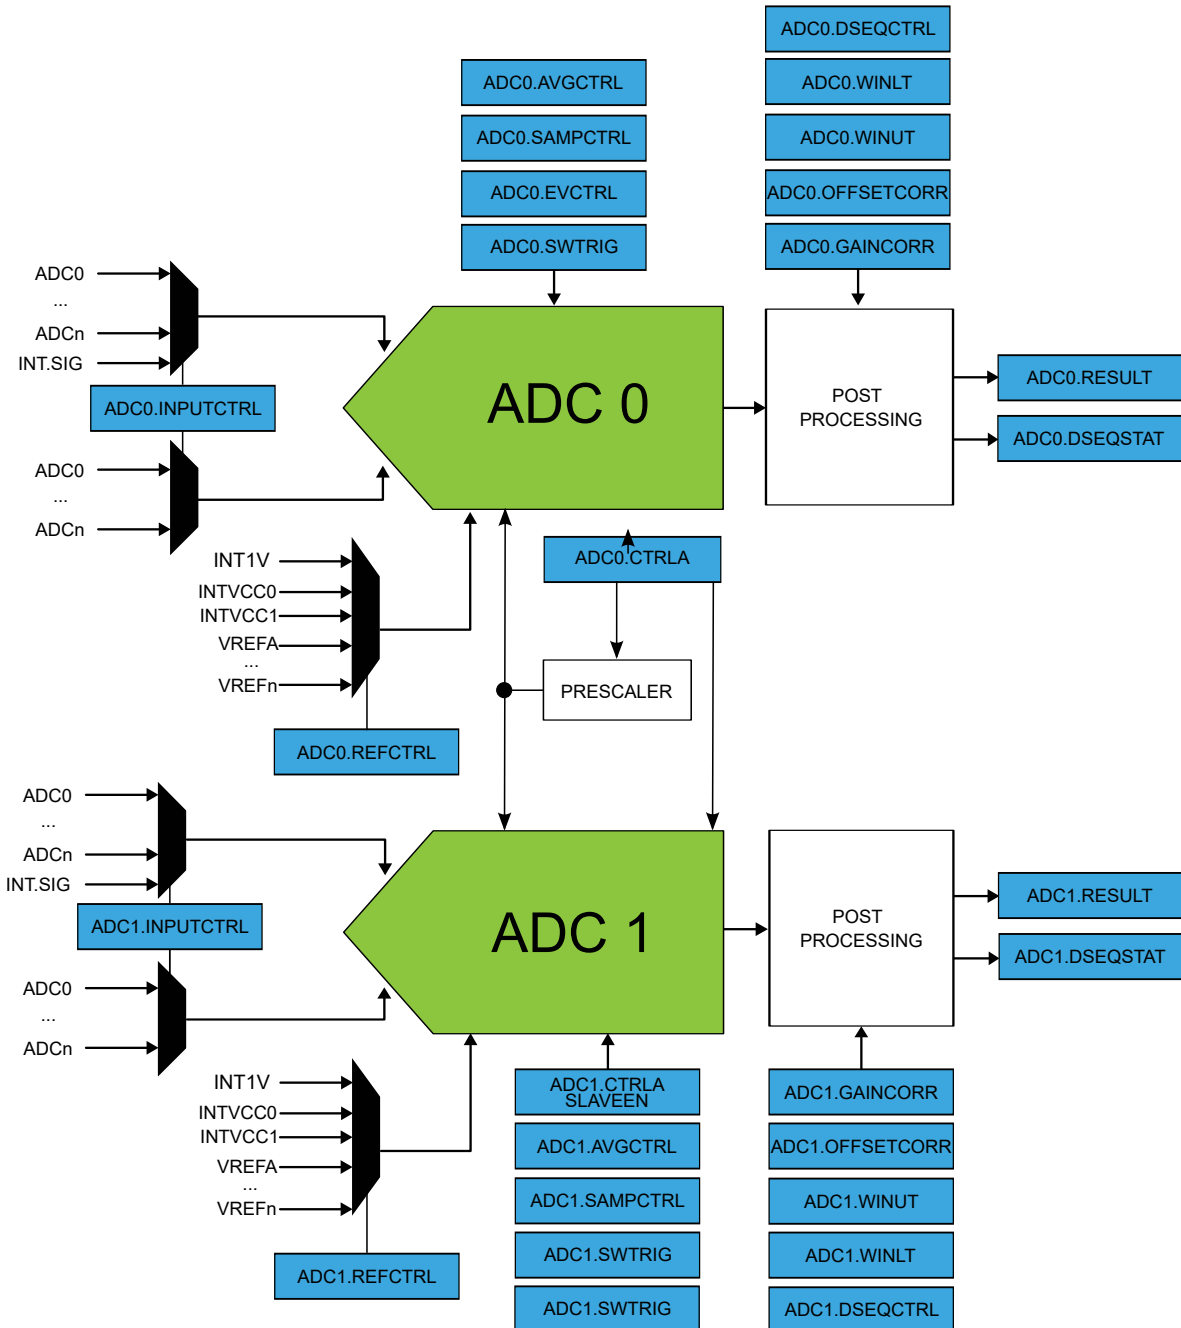 ADC0.DSEQCTRL
ADC0.AVGCTRL
ADC0.WINLT
ADC0.SAMPCTRL
ADC0.WINUT
ADC0.EVCTRL
ADC0.OFFSETCORR
ADC0.SWTRIG
ADC0.GAINCORR
ADC0
...
ADCn
INT.SIG
ADC0.INPUTCTRL
ADC0
...
ADCn
ADC 0
POST
PROCESSING
ADC0.RESULT
ADC0.DSEQSTAT
INT1V
INTVCC0
INTVCC1
VREFA
...
VREFn
ADC0.CTRLA
PRESCALER
ADC0.REFCTRL
ADC0
...
ADCn
INT.SIG
ADC1.INPUTCTRL
ADC0
...
ADCn
ADC 1
POST
PROCESSING
ADC1.RESULT
ADC1.DSEQSTAT
INT1V
INTVCC0
INTVCC1
VREFA
...
VREFn
ADC1.REFCTRL
ADC1.CTRLA
SLAVEEN
ADC1.AVGCTRL
ADC1.SAMPCTRL
ADC1.SWTRIG
ADC1.SWTRIG
ADC1.GAINCORR
ADC1.OFFSETCORR
ADC1.WINUT
ADC1.WINLT
ADC1.DSEQCTRL